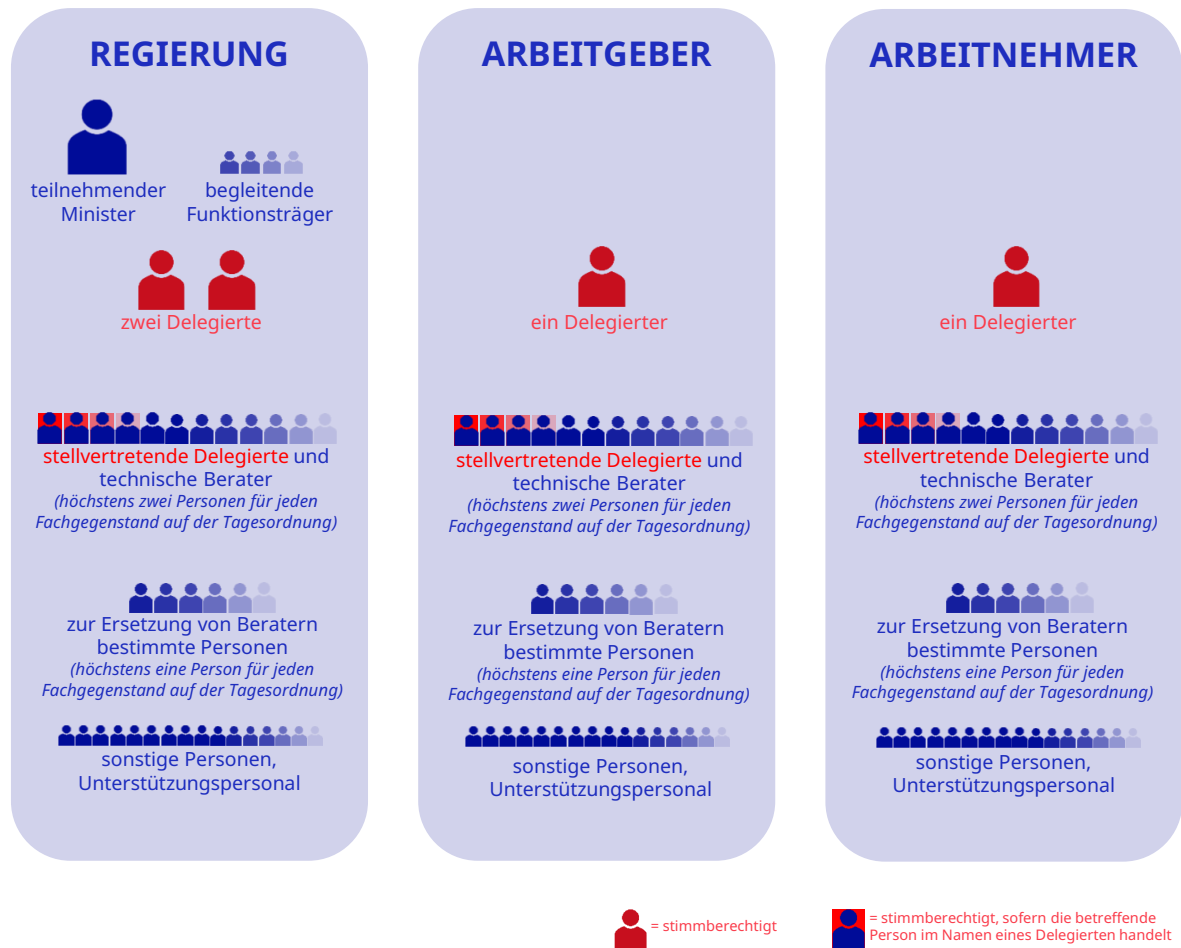 REGIERUNG
teilnehmender
Minister
begleitende
Funktionsträger
zwei Delegierte
stellvertretende Delegierte und
technische Berater
(höchstens zwei Personen für jeden
Fachgegenstand auf der Tagesordnung)
zur Ersetzung von Beratern
bestimmte Personen
(höchstens eine Person für jeden
Fachgegenstand auf der Tagesordnung)
sonstige Personen,
Unterstützungspersonal
ARBEITGEBER
ein Delegierter
stellvertretende Delegierte und
technische Berater
(höchstens zwei Personen für jeden
Fachgegenstand auf der Tagesordnung)
zur Ersetzung von Beratern
bestimmte Personen
(höchstens eine Person für jeden
Fachgegenstand auf der Tagesordnung)
sonstige Personen,
Unterstützungspersonal
ARBEITNEHMER
ein Delegierter
stellvertretende Delegierte und
technische Berater
(höchstens zwei Personen für jeden
Fachgegenstand auf der Tagesordnung)
zur Ersetzung von Beratern
bestimmte Personen
(höchstens eine Person für jeden
Fachgegenstand auf der Tagesordnung)
sonstige Personen,
Unterstützungspersonal
= stimmberechtigt
= stimmberechtigt, sofern die betreffende
Person im Namen eines Delegierten handelt